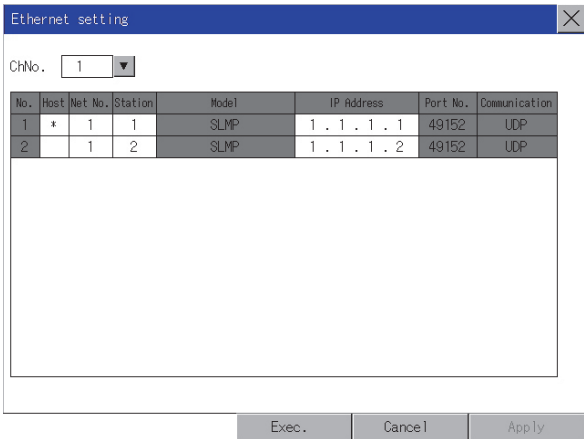 Ethernet setting
ChNo. 1 ▼
No. Host Net No. Station Model IP Address Port No. Communication
1 * 1 1 SLMP 1 . 1 . 1 . 1 49152 UDP
2 1 2 SLMP 1 . 1 . 1 . 2 49152 UDP
Exec. Cancel Apply